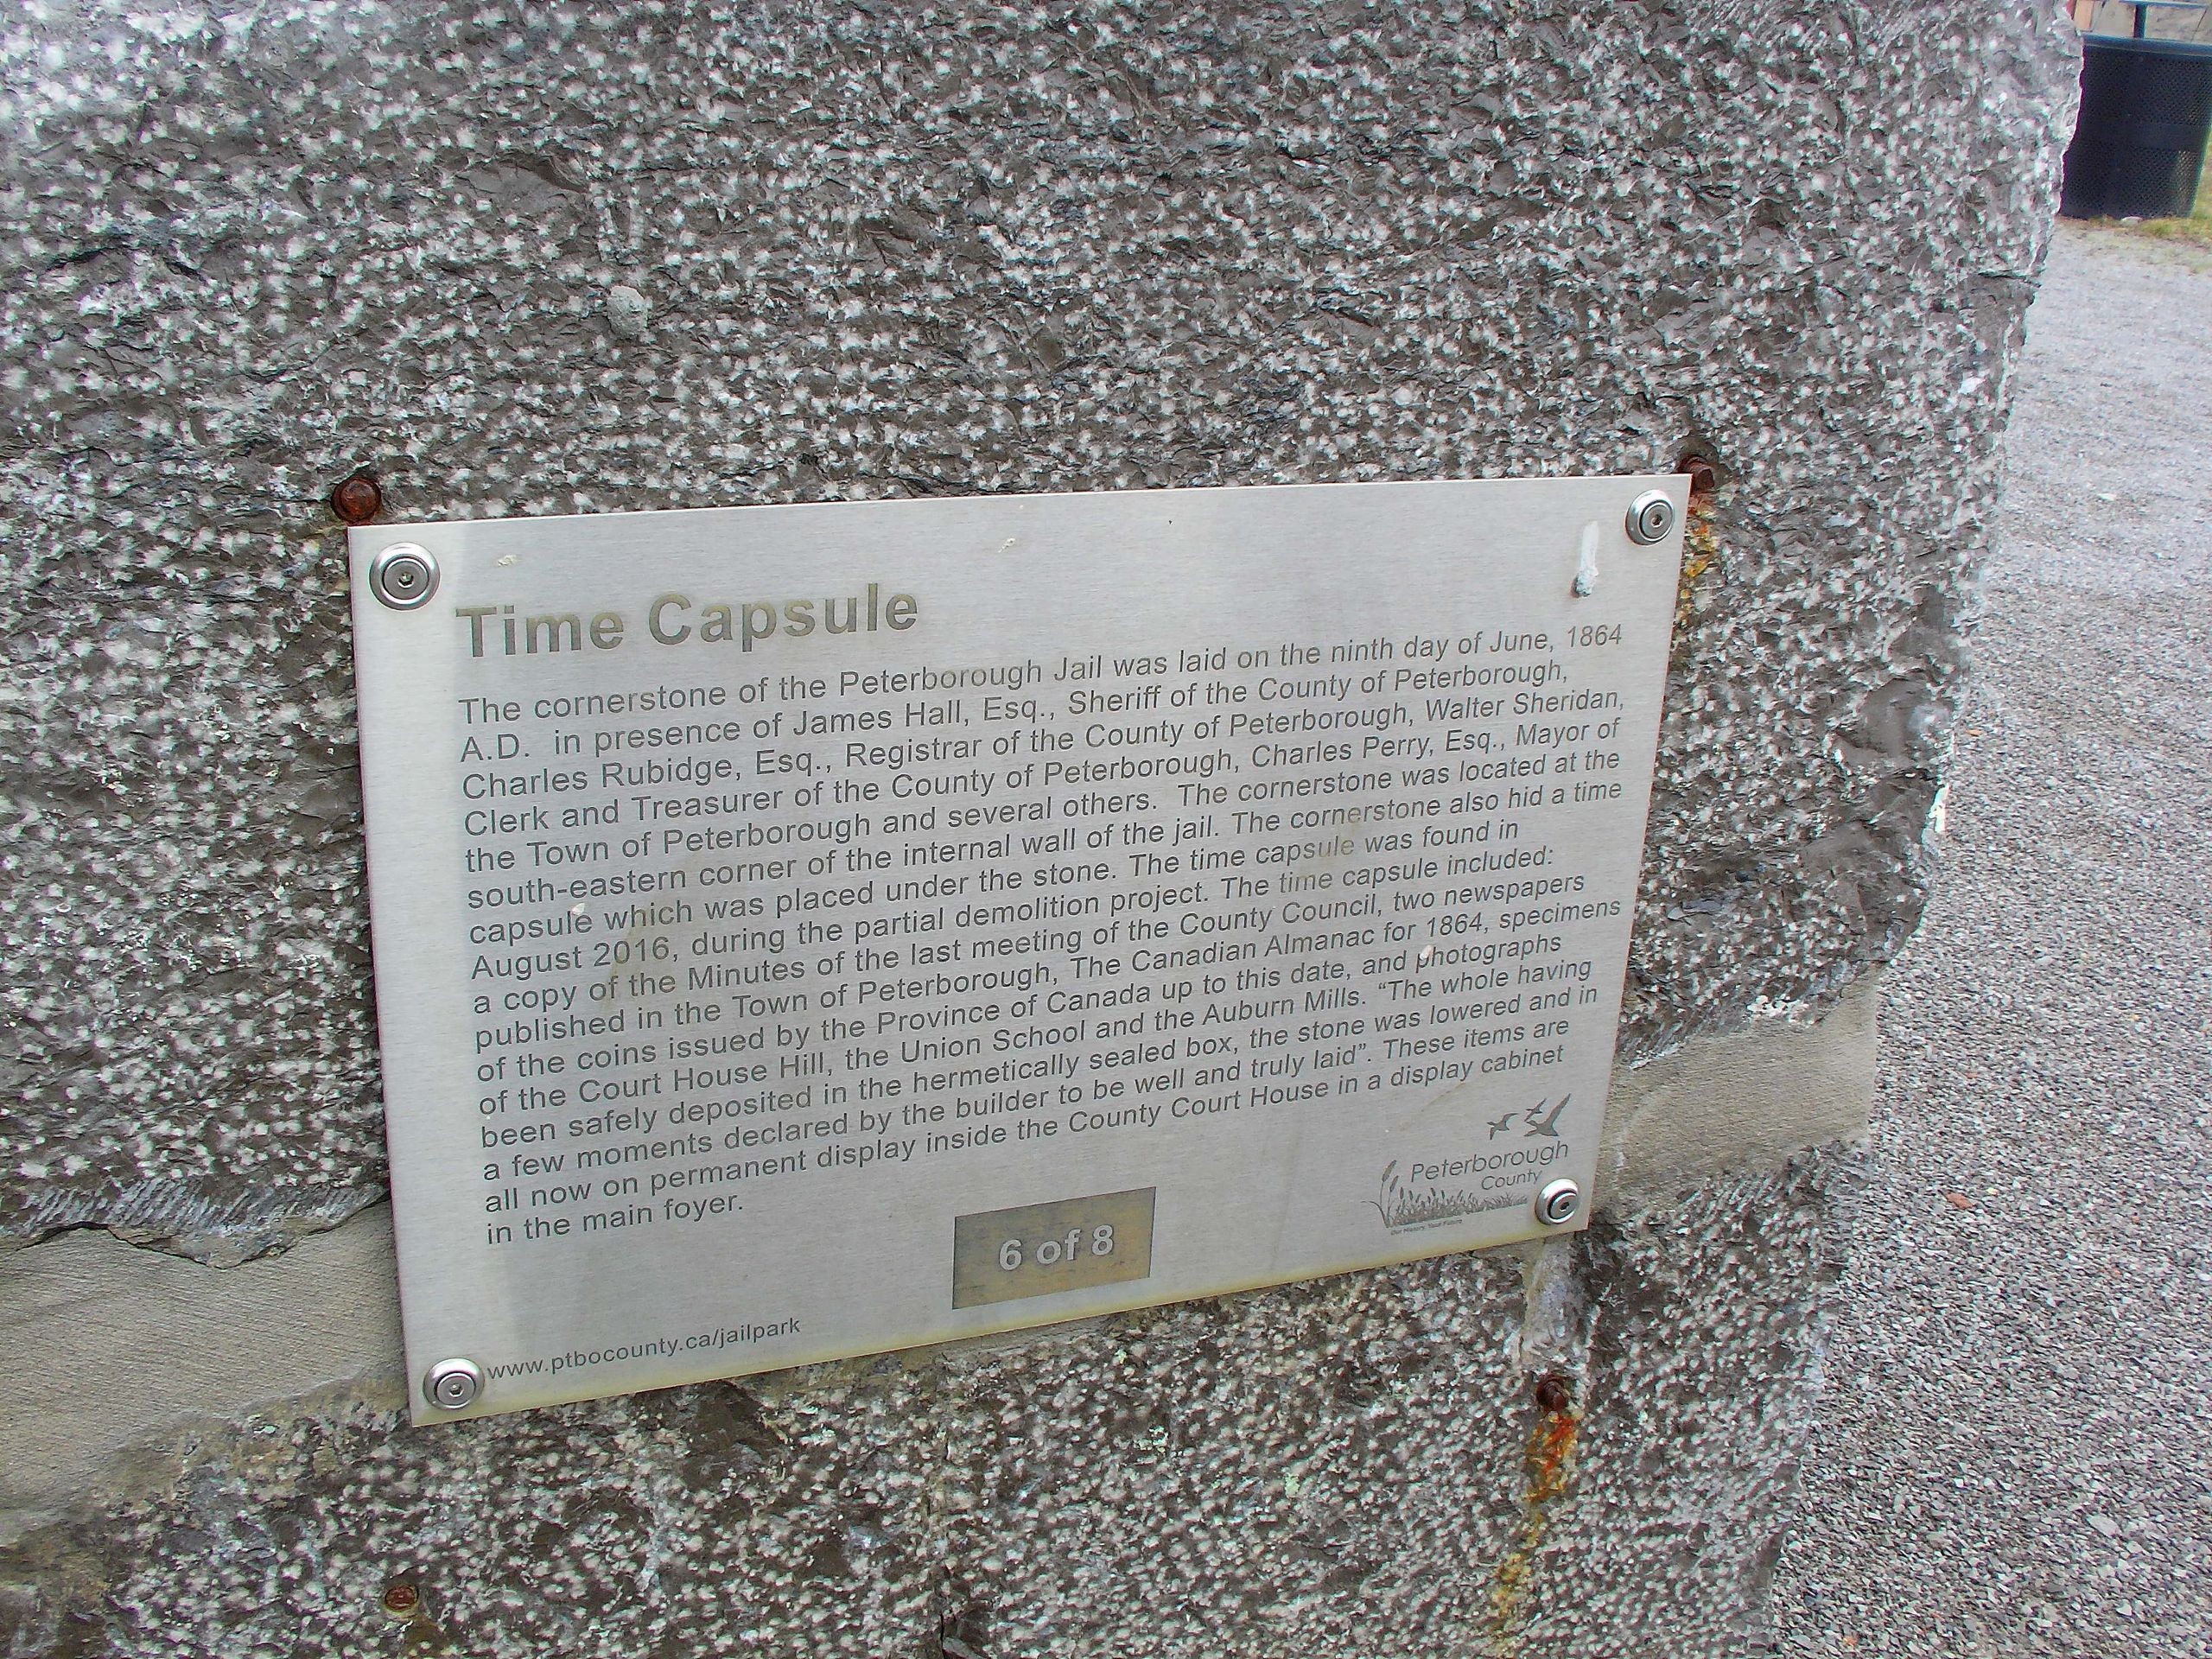 Time Capsule
The cornerstone of the Peterborough Jail was laid on the ninth day of June, 1864
A.D. in presence of James Hall, Esq., Sheriff of the County of Peterborough,
Charles Rubidge, Esq., Registrar of the County of Peterborough, Walter Sheridan,
Clerk and Treasurer of the County of Peterborough, Charles Perry, Esq., Mayor of
the Town of Peterborough and several others. The cornerstone was located at the
south-eastern corner of the internal wall of the jail. The cornerstone also hid a time
capsule which was placed under the stone. The time capsule was found in
August 2016, during the partial demolition project. The time capsule included:
a copy of the Minutes of the last meeting of the County Council, two newspapers
published in the Town of Peterborough, The Canadian Almanac for 1864, specimens
of the coins issued by the Province of Canada up to this date, and photographs
of the Court House Hill, the Union School and the Auburn Mills. “The whole having
been safely deposited in the hermetically sealed box, the stone was lowered and in
a few moments declared by the builder to be well and truly laid”. These items are
all now on permanent display inside the County Court House in a display cabinet
in the main foyer.
Peterborough
County
6 of 8
www.ptbocounty.ca/jailpark